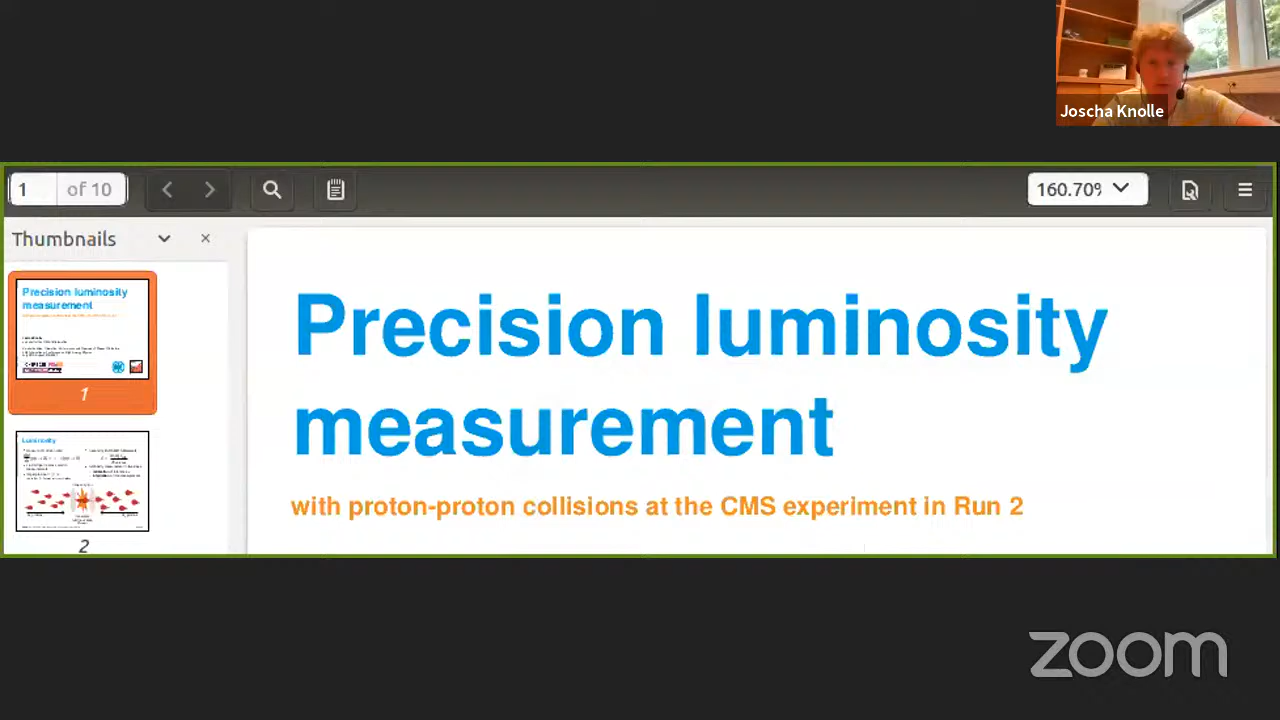 Joscha Knolle
1 of 10
160.70%
Thumbnails
Precision luminosity
measurement
with proton-proton collisions at the CMS experiment in Run 2
Precision luminosity
measurement
1
Luminosity
2
zoom